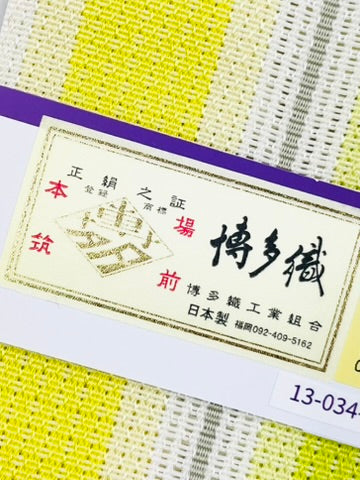 正絹之証
登録商標
本場筑前
博多織
博多織工業組合
日本製 福岡092-409-5162
13-034